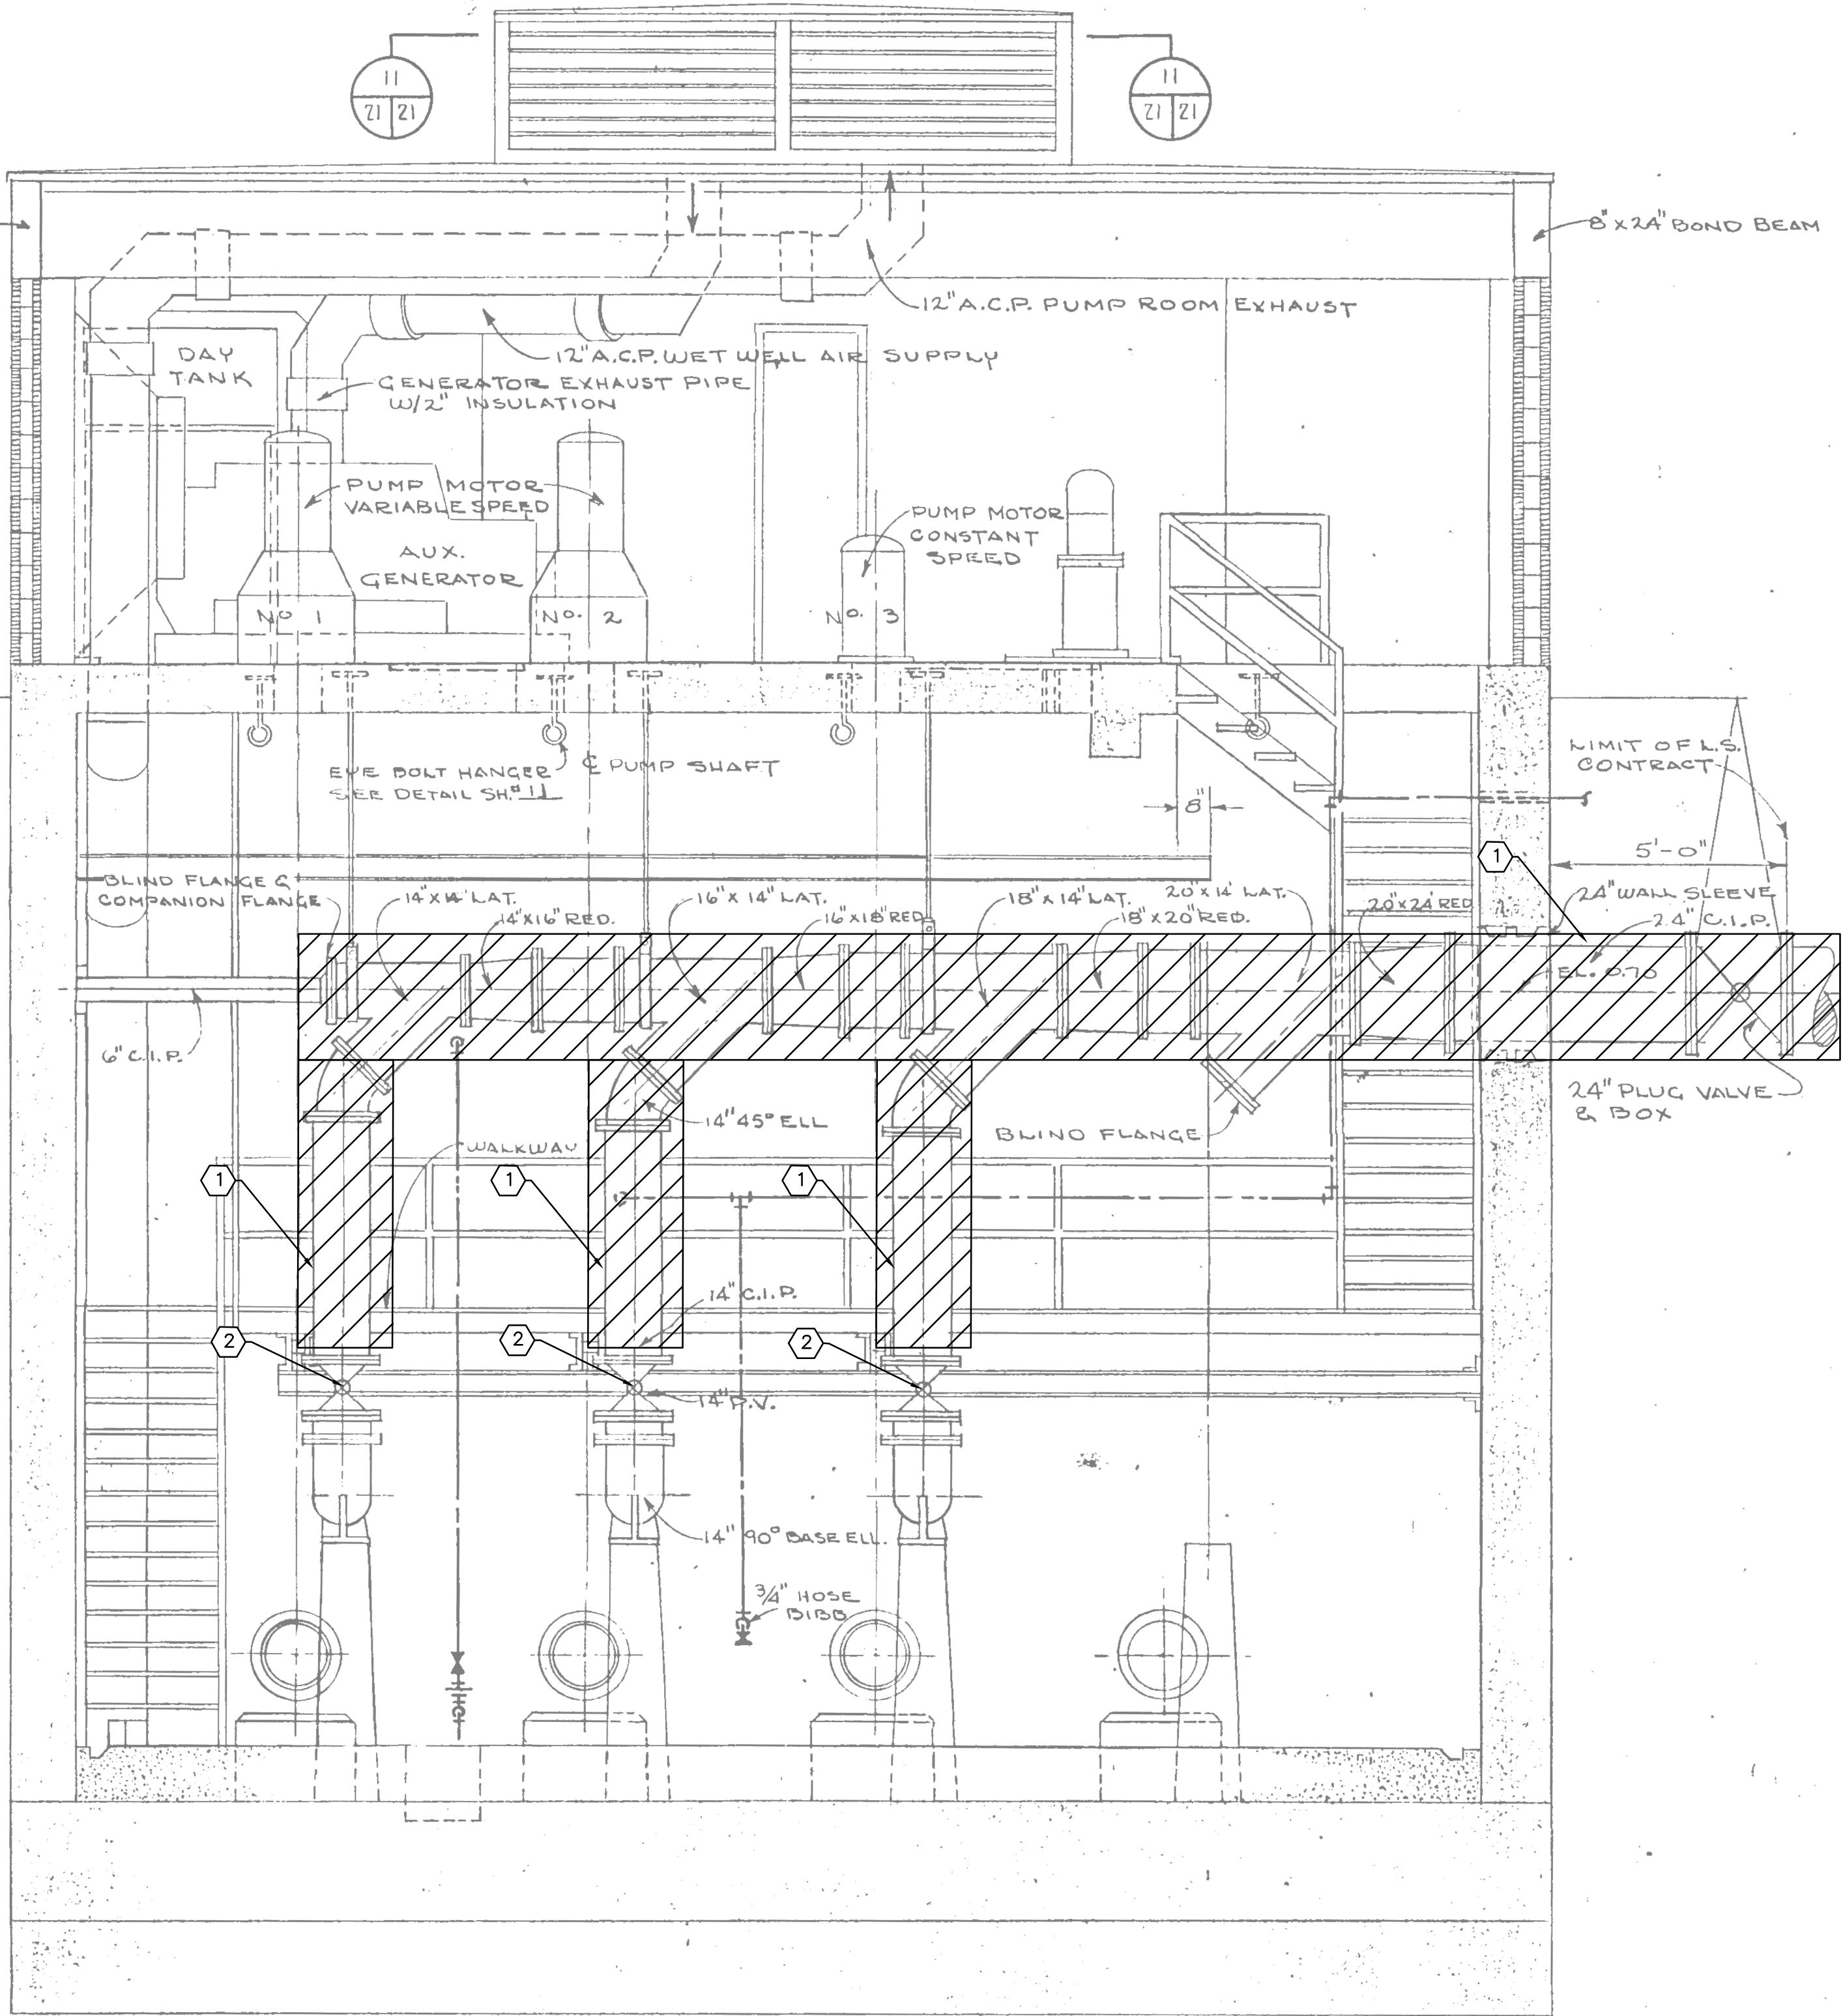 11
21 21
11
21 21
8" X 24" BOND BEAM
12" A.C.P. PUMP ROOM EXHAUST
DAY
TANK
12" A.C.P. WET WELL AIR SUPPLY
GENERATOR EXHAUST PIPE
W/2" INSULATION
PUMP MOTOR
VARIABLE SPEED
PUMP MOTOR
CONSTANT
SPEED
AUX.
GENERATOR
No 1
No. 2
No. 3
EYE BOLT HANGER
SEE DETAIL SH.# 11
℄ PUMP SHAFT
LIMIT OF L.S.
CONTRACT
8"
5'-0"
1
BLIND FLANGE &
COMPANION FLANGE
14"X14" LAT.
14"X16" RED.
16" X 14" LAT.
16"X18" RED
18" X 14" LAT.
18" X 20" RED.
20" X 14" LAT.
20"X24" RED
24" WALL SLEEVE
24" C.I.P.
EL. 0.70
6" C.I.P.
24" PLUG VALVE
& BOX
14" 45° ELL
BLIND FLANGE
WALKWAY
1
1
1
14" C.I.P.
2
2
2
14" P.V.
14" 90° BASE ELL.
3/4" HOSE
BIBB